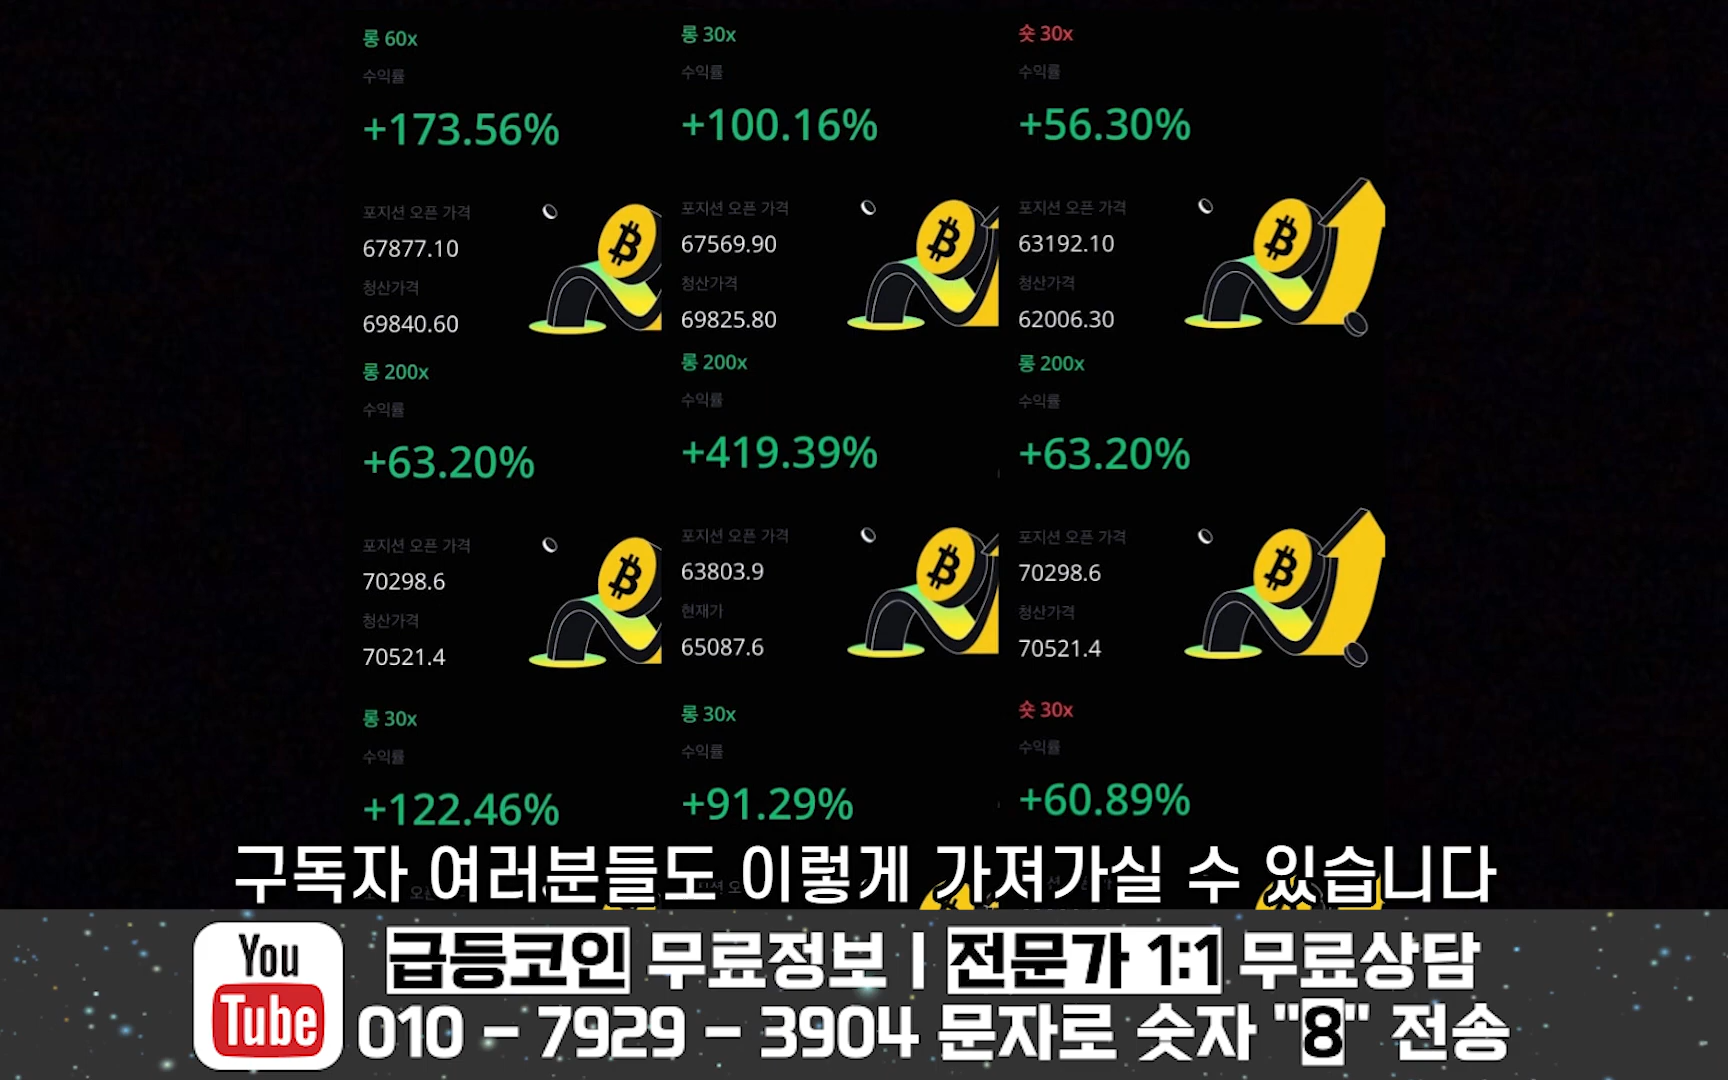 롱 60x
수익률
+173.56%
포지션 오픈 가격
67877.10
청산가격
69840.60
롱 30x
수익률
+100.16%
포지션 오픈 가격
67569.90
청산가격
69825.80
숏 30x
수익률
+56.30%
포지션 오픈 가격
63192.10
청산가격
62006.30
롱 200x
수익률
+63.20%
포지션 오픈 가격
70298.6
청산가격
70521.4
롱 200x
수익률
+419.39%
포지션 오픈 가격
63803.9
현재가
65087.6
롱 200x
수익률
+63.20%
포지션 오픈 가격
70298.6
청산가격
70521.4
롱 30x
수익률
+122.46%
롱 30x
수익률
+91.29%
숏 30x
수익률
+60.89%
구독자 여러분들도 이렇게 가져가실 수 있습니다
You
Tube
급등코인 무료정보 | 전문가 1:1 무료상담
010 - 7929 - 3904 문자로 숫자 "8" 전송